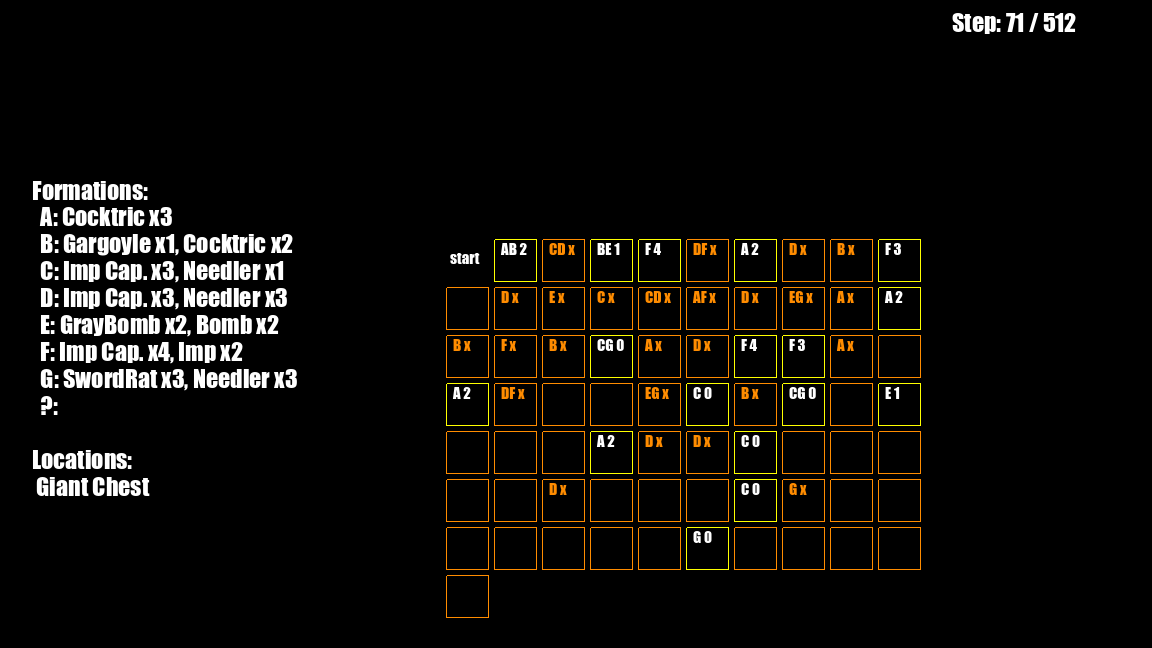 Step: 71 / 512
Formations:
A: Cocktric x3
B: Gargoyle x1, Cocktric x2
C: Imp Cap. x3, Needler x1
D: Imp Cap. x3, Needler x3
E: GrayBomb x2, Bomb x2
F: Imp Cap. x4, Imp x2
G: SwordRat x3, Needler x3
?:
Locations:
Giant Chest
start AB 2 CD x BE 1 F 4 DF x A 2 D x B x F 3
D x E x C x CD x AF x D x EG x A x A 2
B x F x B x CG 0 A x D x F 4 F 3 A x
A 2 DF x EG x C 0 B x CG 0 E 1
A 2 D x D x C 0
D x C 0 G x
G 0